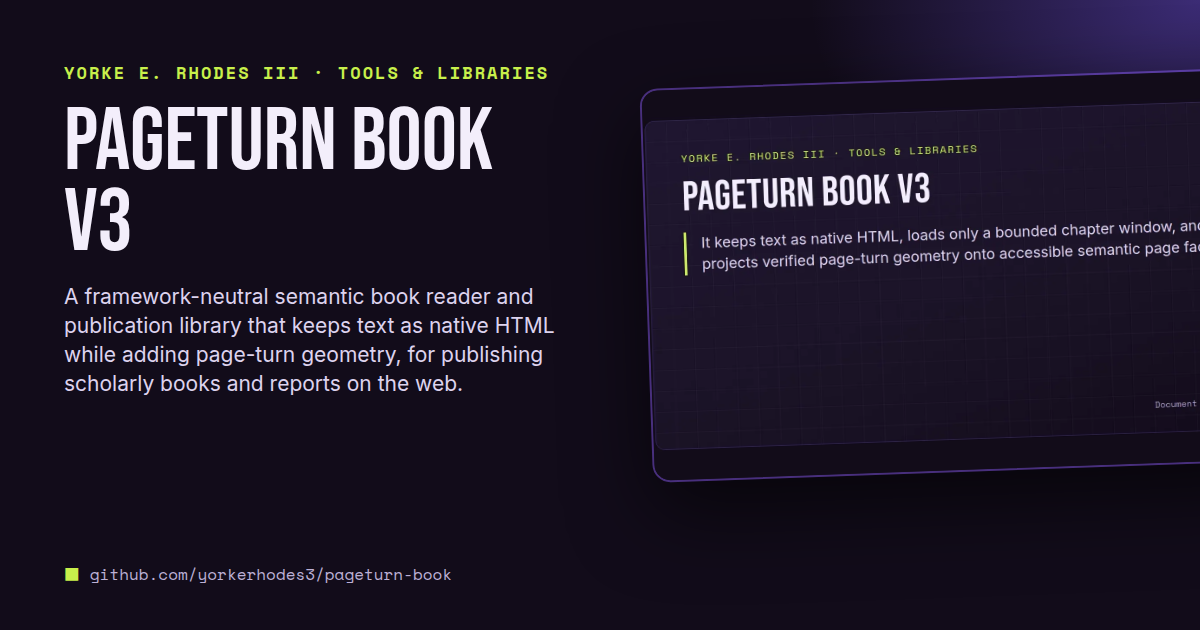 YORKE E. RHODES III · TOOLS & LIBRARIES
PAGETURN BOOK
V3
A framework-neutral semantic book reader and
publication library that keeps text as native HTML
while adding page-turn geometry, for publishing
scholarly books and reports on the web.
github.com/yorkerhodes3/pageturn-book
YORKE E. RHODES III · TOOLS & LIBRARIES
PAGETURN BOOK V3
It keeps text as native HTML, loads only a bounded chapter window, and
projects verified page-turn geometry onto accessible semantic page
Document